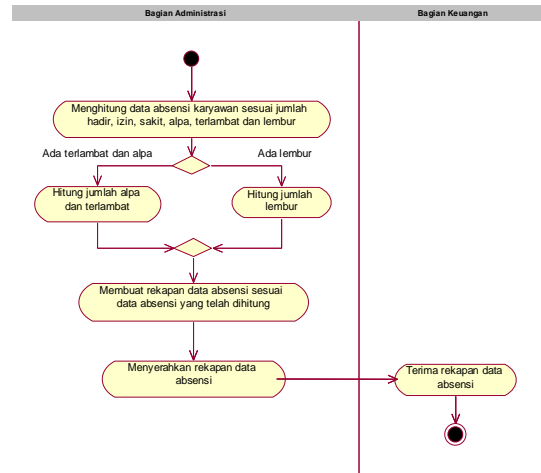 Bagian Administrasi
Bagian Keuangan
Menghitung data absensi karyawan sesuai jumlah
hadir, izin, sakit, alpa, terlambat dan lembur
Ada terlambat dan alpa
Ada lembur
Hitung jumlah alpa
dan terlambat
Hitung jumlah
lembur
Membuat rekapan data absensi sesuai
data absensi yang telah dihitung
Menyerahkan rekapan data
absensi
Terima rekapan data
absensi